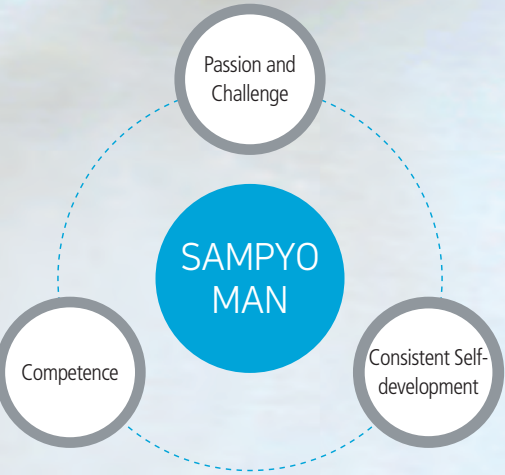 Passion and
Challenge
SAMPYO
MAN
Competence
Consistent Self-
development